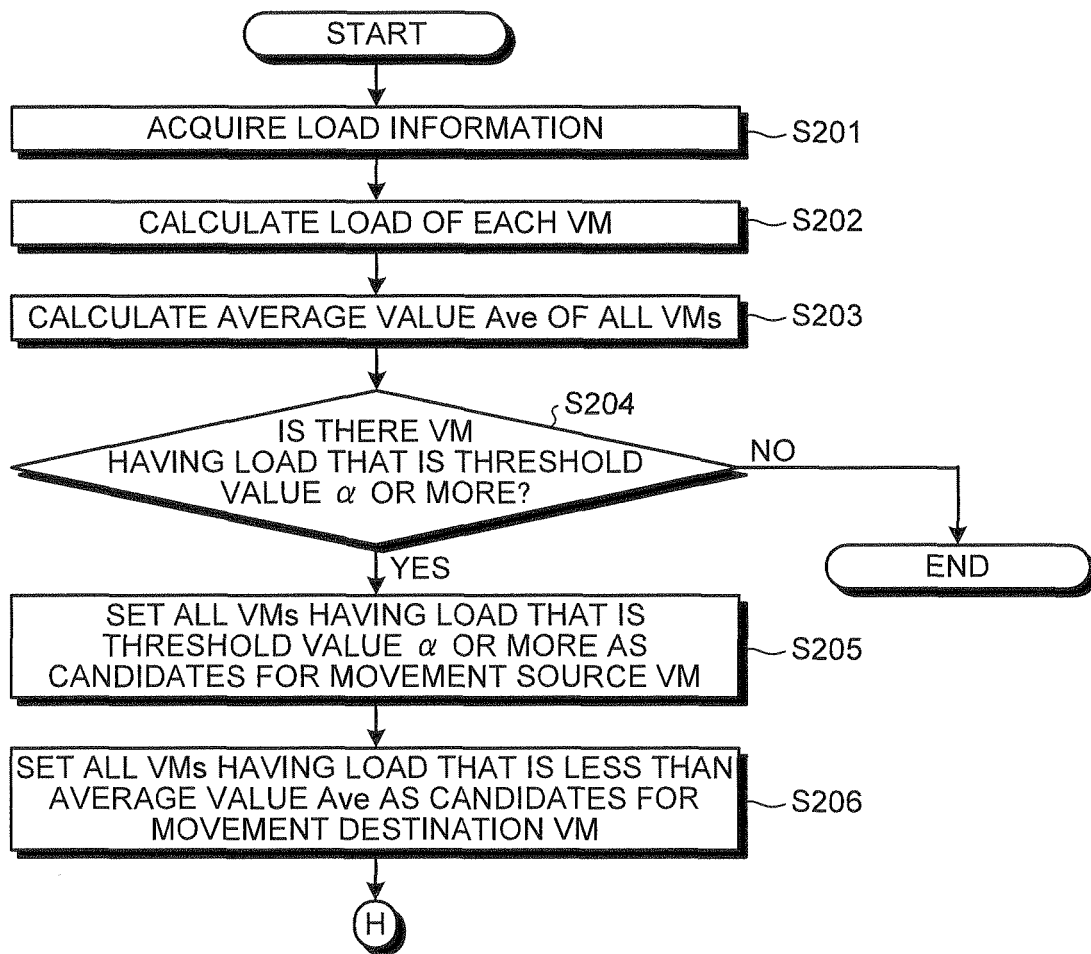 START
ACQUIRE LOAD INFORMATION
S201
CALCULATE LOAD OF EACH VM
S202
CALCULATE AVERAGE VALUE Ave OF ALL VMs
S203
S204
IS THERE VM
HAVING LOAD THAT IS THRESHOLD
VALUE α OR MORE?
NO
END
YES
SET ALL VMs HAVING LOAD THAT IS
THRESHOLD VALUE α OR MORE AS
CANDIDATES FOR MOVEMENT SOURCE VM
S205
SET ALL VMs HAVING LOAD THAT IS LESS THAN
AVERAGE VALUE Ave AS CANDIDATES FOR
MOVEMENT DESTINATION VM
S206
H